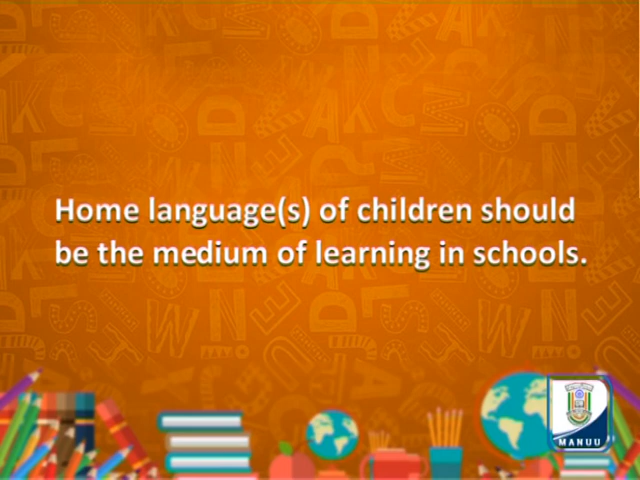 Home language(s) of children should
be the medium of learning in schools.
MANUU